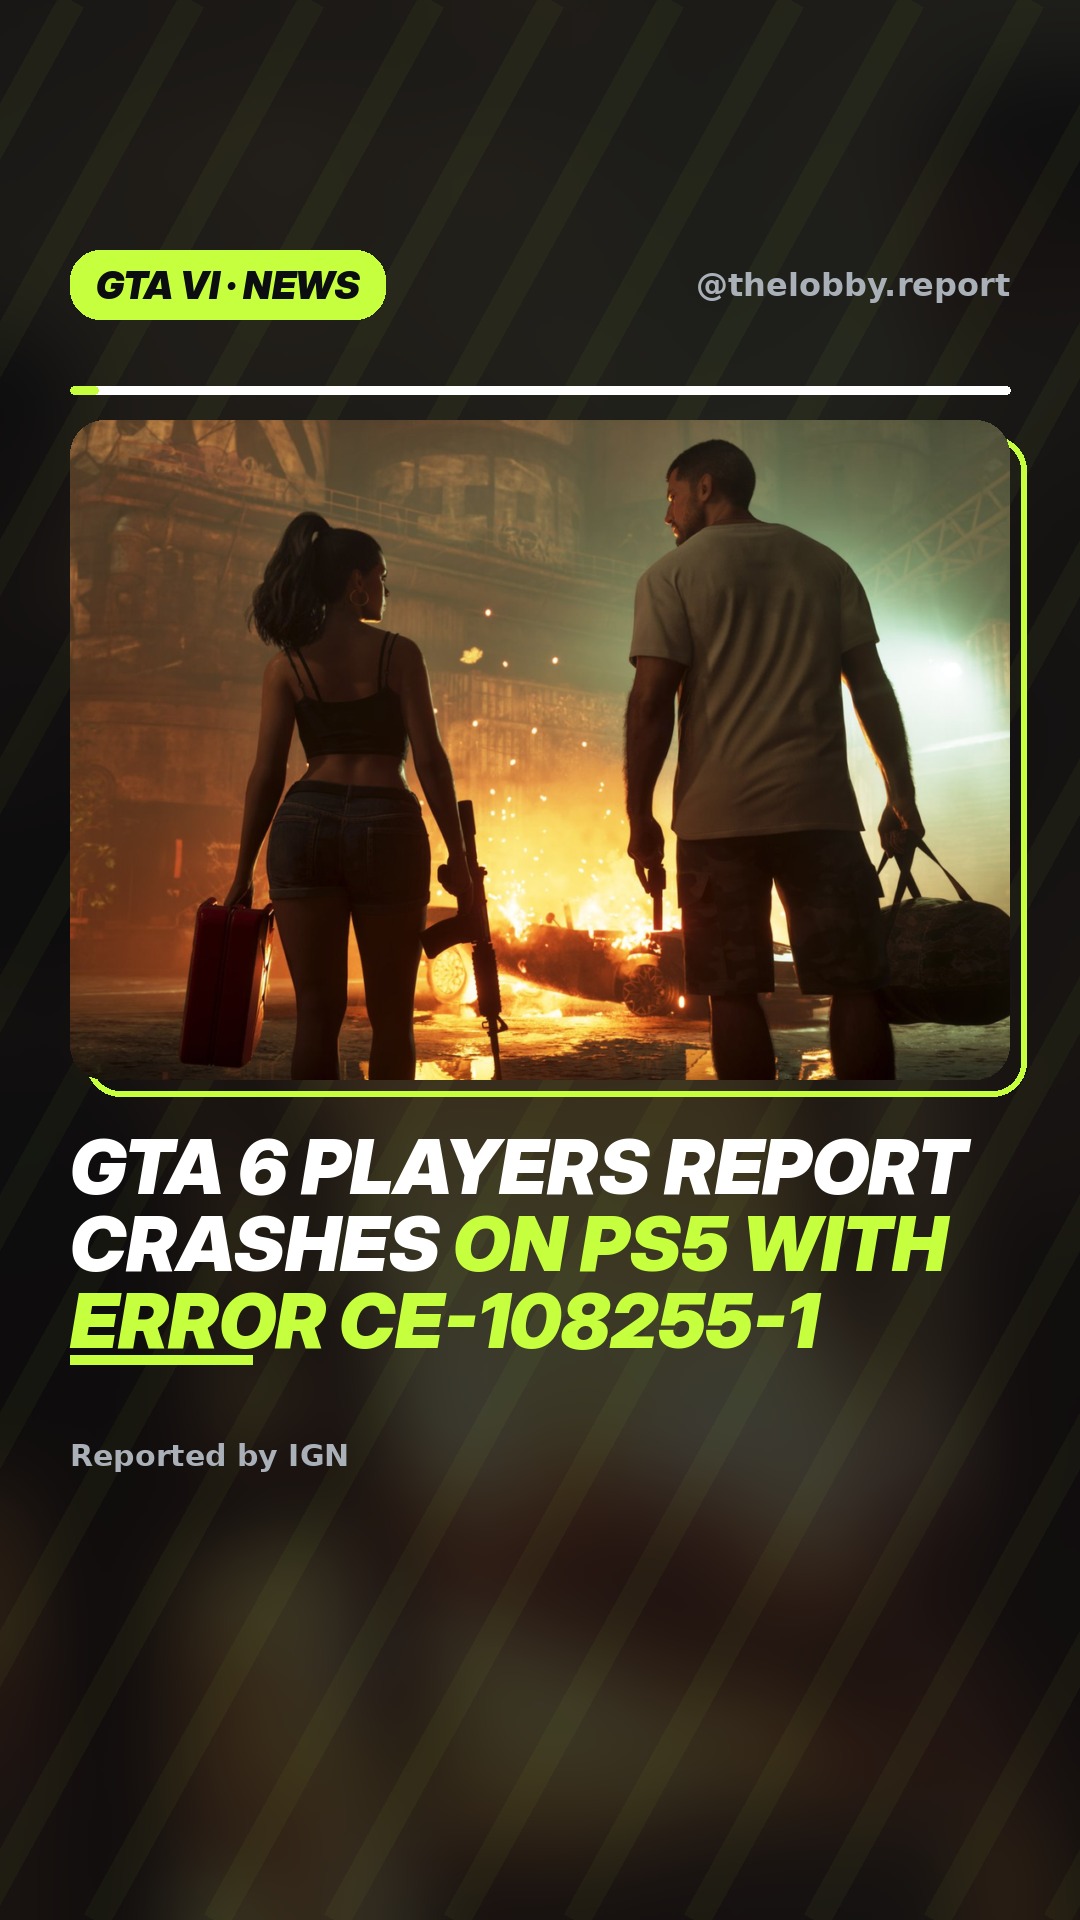 GTA VI · NEWS
@thelobby.report
GTA 6 PLAYERS REPORT
CRASHES ON PS5 WITH
ERROR CE-108255-1
Reported by IGN